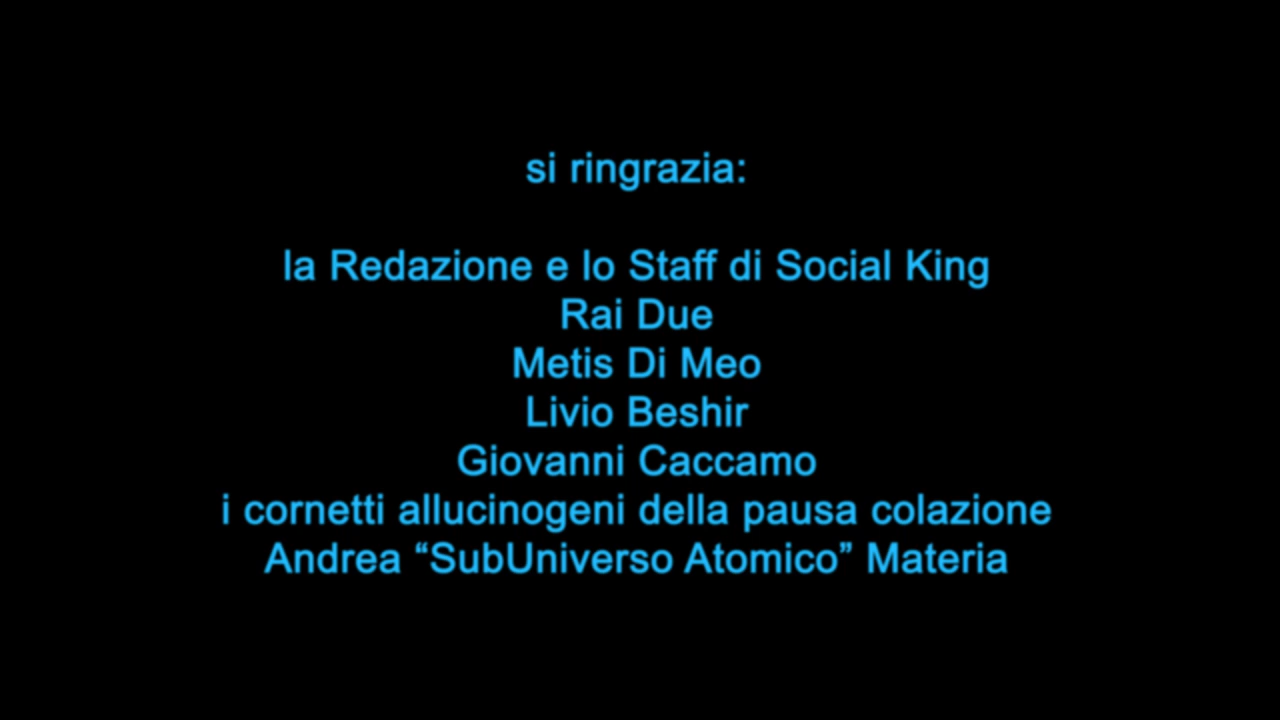 si ringrazia:
la Redazione e lo Staff di Social King
Rai Due
Metis Di Meo
Livio Beshir
Giovanni Caccamo
i cornetti allucinogeni della pausa colazione
Andrea “SubUniverso Atomico” Materia